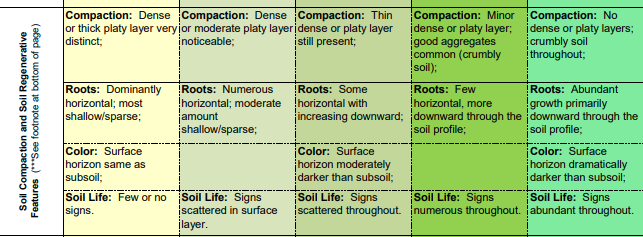 Soil Compaction and Soil Regenerative
Features (***See footnote at bottom of page)
Compaction: Dense
or thick platy layer very
distinct;
Compaction: Dense
or moderate platy layer
noticeable;
Compaction: Thin
dense or platy layer
still present;
Compaction: Minor
dense or platy layer;
good aggregates
common (crumbly
soil);
Compaction: No
dense or platy layers;
crumbly soil
throughout;
Roots: Dominantly
horizontal; most
shallow/sparse;
Roots: Numerous
horizontal; moderate
amount
shallow/sparse;
Roots: Some
horizontal with
increasing downward;
Roots: Few
horizontal, more
downward through the
soil profile;
Roots: Abundant
growth primarily
downward through the
soil profile;
Color: Surface
horizon same as
subsoil;
Color: Surface
horizon moderately
darker than subsoil;
Color: Surface
horizon dramatically
darker than subsoil;
Soil Life: Few or no
signs.
Soil Life: Signs
scattered in surface
layer.
Soil Life: Signs
scattered throughout.
Soil Life: Signs
numerous throughout.
Soil Life: Signs
abundant throughout.